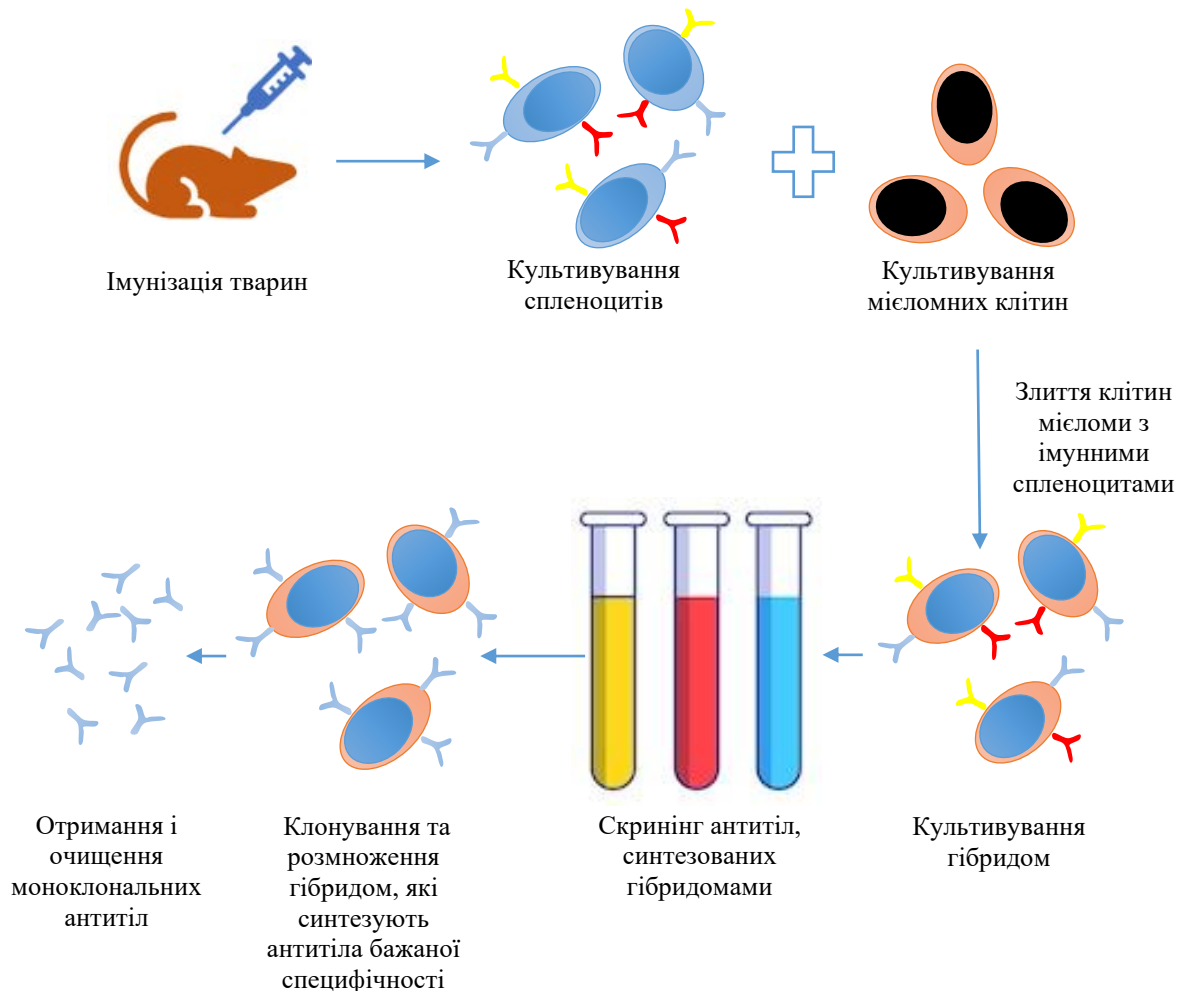 Імунізація тварин
Культивування
спленоцитів
Культивування
мієломних клітин
Злиття клітин
мієломи з
імунними
спленоцитами
Отримання і
очищення
моноклональних
антитіл
Клонування та
розмноження
гібридом, які
синтезують
антитіла бажаної
специфічності
Скринінг антитіл,
синтезованих
гібридомами
Культивування
гібридом